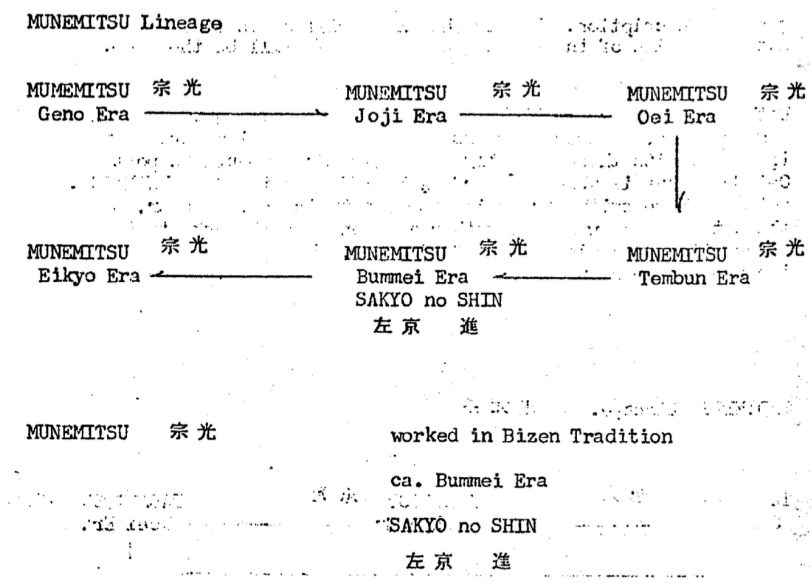 MUNEMITSU Lineage
MUMEMITSU 宗光 MUNEMITSU 宗光 MUNEMITSU 宗光
Geno Era Joji Era Oei Era
MUNEMITSU 宗光 MUNEMITSU 宗光 MUNEMITSU 宗光
Eikyo Era Bummei Era Tembun Era
SAKYO no SHIN
左京 進
MUNEMITSU 宗光 worked in Bizen Tradition
ca. Bummei Era
SAKYO no SHIN
左京 進